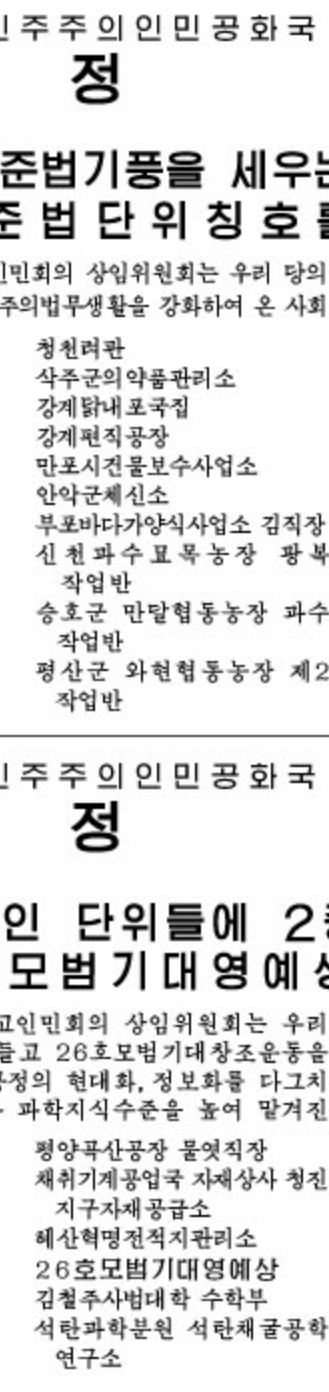 주주의인민공화국
정
준법기풍을 세우는
준법단위칭호를
인민회의 상임위원회는 우리 당의
주의법무생활을 강화하여 온 사회
청천려관
삭주군의약품관리소
강계닭내포국집
강계편직공장
만포시건물보수사업소
안악군체신소
부포바다가양식사업소 김직장
신천과수묘목농장 팡복
작업반
승호군 만달협동농장 과수
작업반
평산군 와현협동농장 제2
작업반
주주의인민공화국
정
인 단위들에 2중
모범기대영예상
고인민회의 상임위원회는 우리
들고 26호모범기대창조운동을
공정의 현대화, 정보화를 다그치
과학지식수준을 높여 맡겨진
평양곡산공장 물엿직장
채취기계공업국 자재상사 청진
지구자재공급소
혜산혁명전적지관리소
26호모범기대영예상
김철주사범대학 수학부
석탄과학분원 석탄채굴공학
연구소